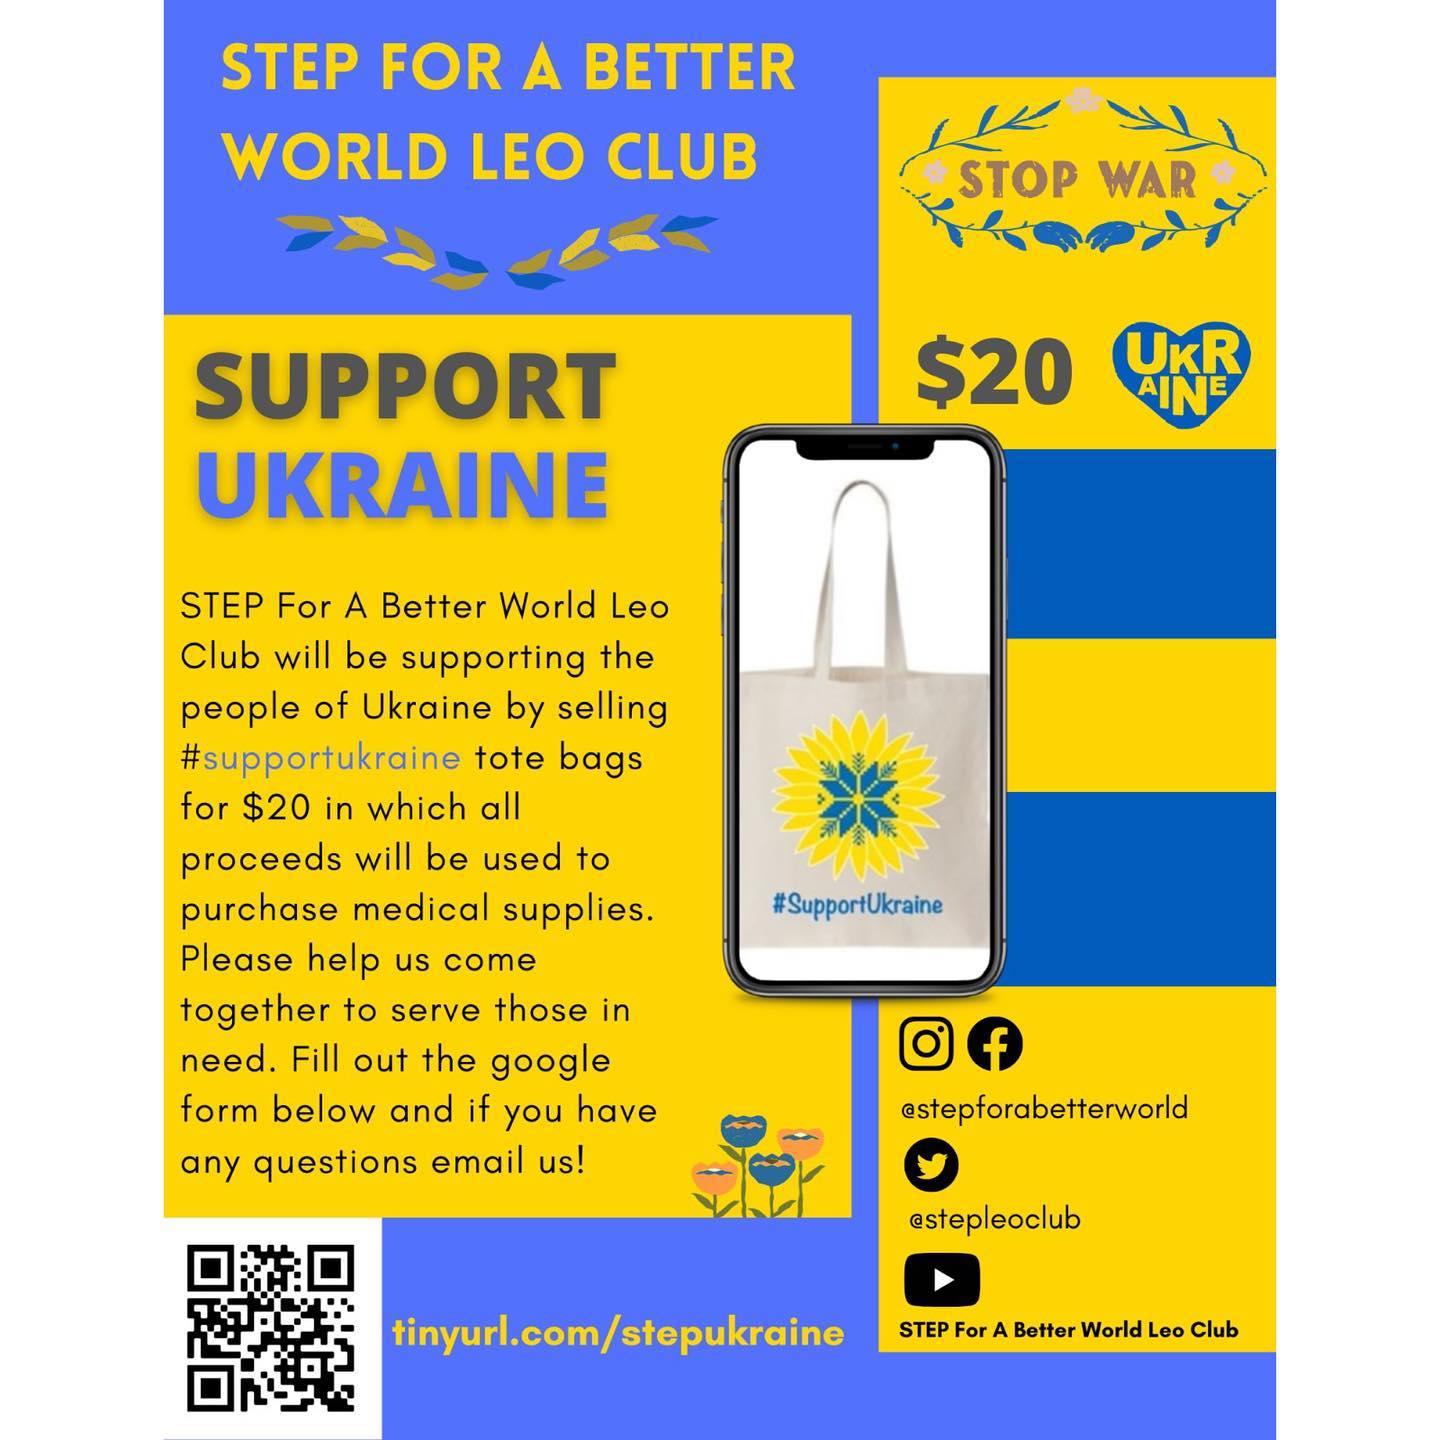 STEP FOR A BETTER
WORLD LEO CLUB
STOP WAR
SUPPORT
UKRAINE
$20
UKR
AINE
STEP For A Better World Leo
Club will be supporting the
people of Ukraine by selling
#supportukraine tote bags
for $20 in which all
proceeds will be used to
purchase medical supplies.
Please help us come
together to serve those in
need. Fill out the google
form below and if you have
any questions email us!
#SupportUkraine
@stepforabetterworld
@stepleoclub
STEP For A Better World Leo Club
tinyurl.com/stepukraine